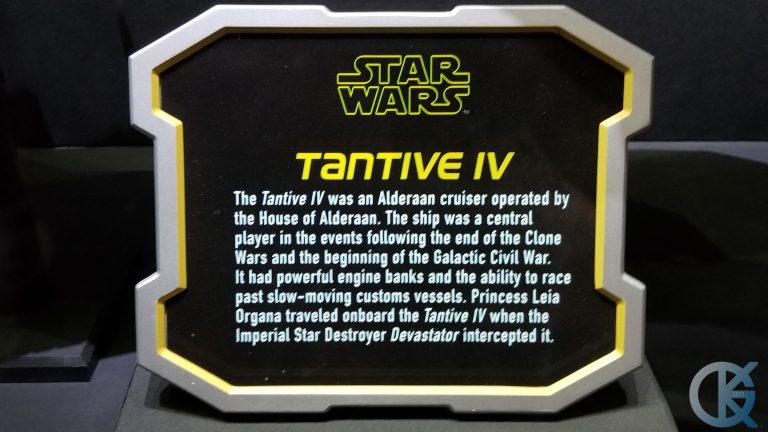 STAR
WARS
TM
TANTIVE IV
The Tantive IV was an Alderaan cruiser operated by
the House of Alderaan. The ship was a central
player in the events following the end of the Clone
Wars and the beginning of the Galactic Civil War.
It had powerful engine banks and the ability to race
past slow-moving customs vessels. Princess Leia
Organa traveled onboard the Tantive IV when the
Imperial Star Destroyer Devastator intercepted it.
2017